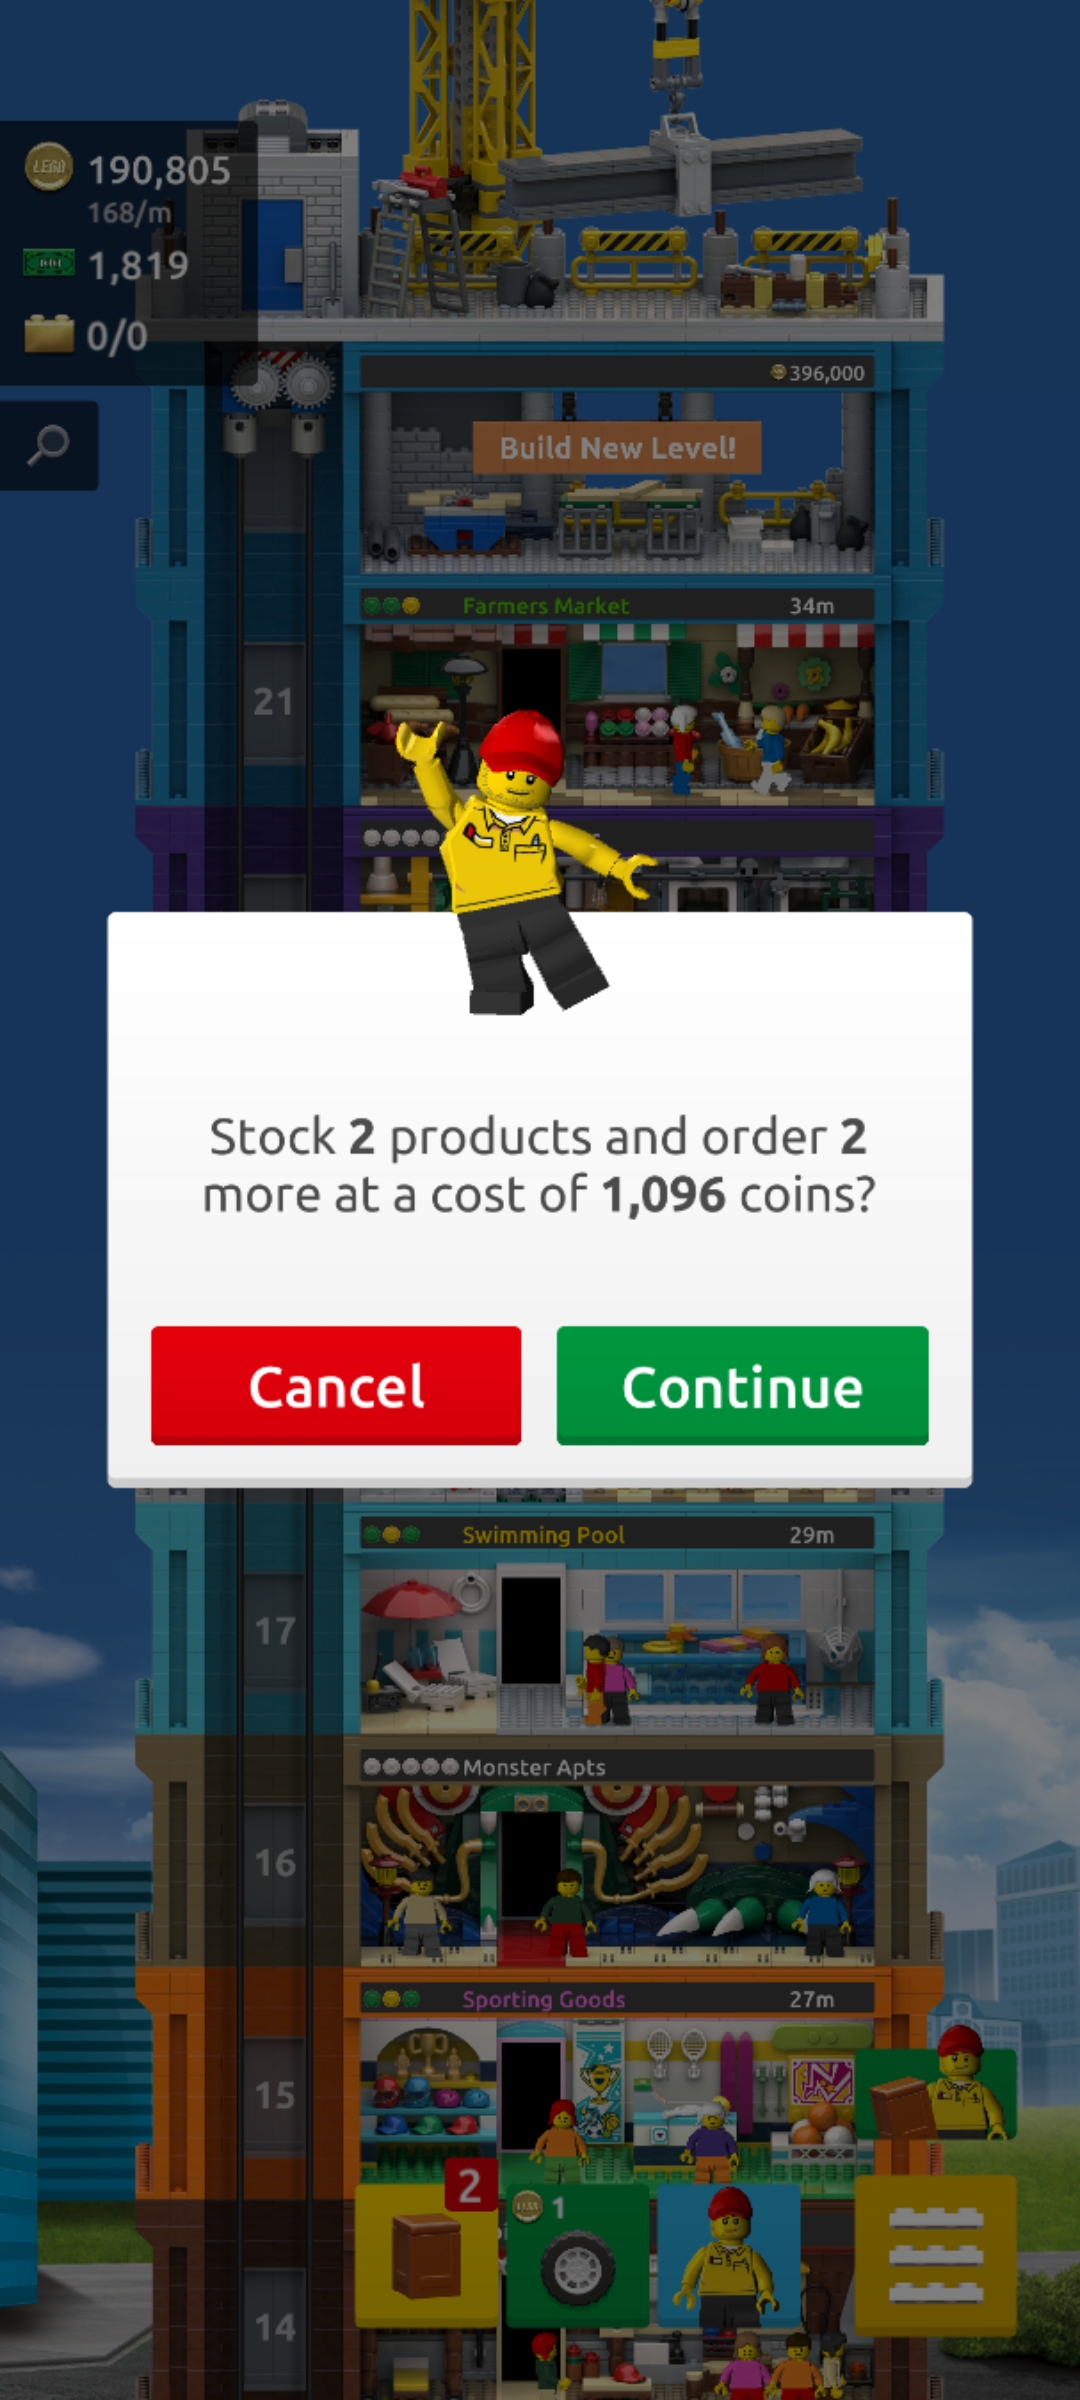 190,805
168/m
1,819
0/0
396,000
Build New Level!
Farmers Market 34m
21
Stock 2 products and order 2
more at a cost of 1,096 coins?
Cancel Continue
Swimming Pool 29m
17
Monster Apts
16
Sporting Goods 27m
15
2
1
14